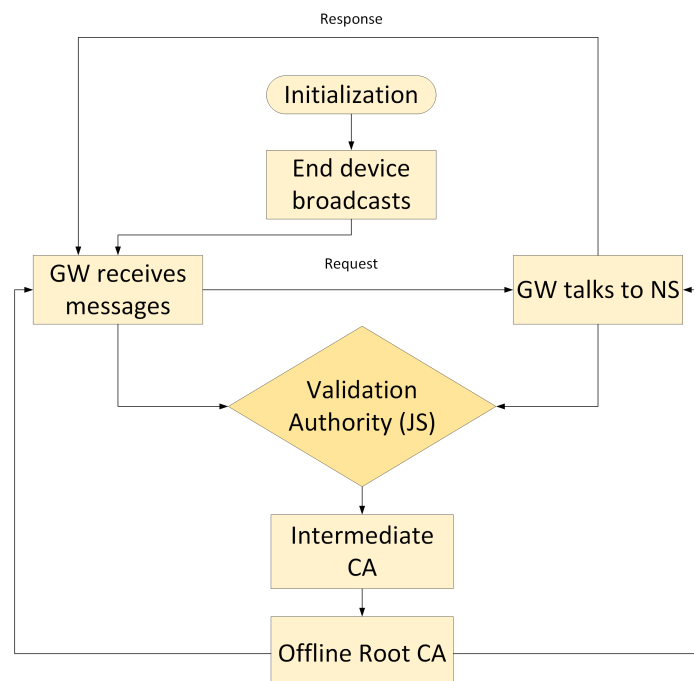 Response
Initialization
End device
broadcasts
GW receives
messages
Request
GW talks to NS
Validation
Authority (JS)
Intermediate
CA
Offline Root CA